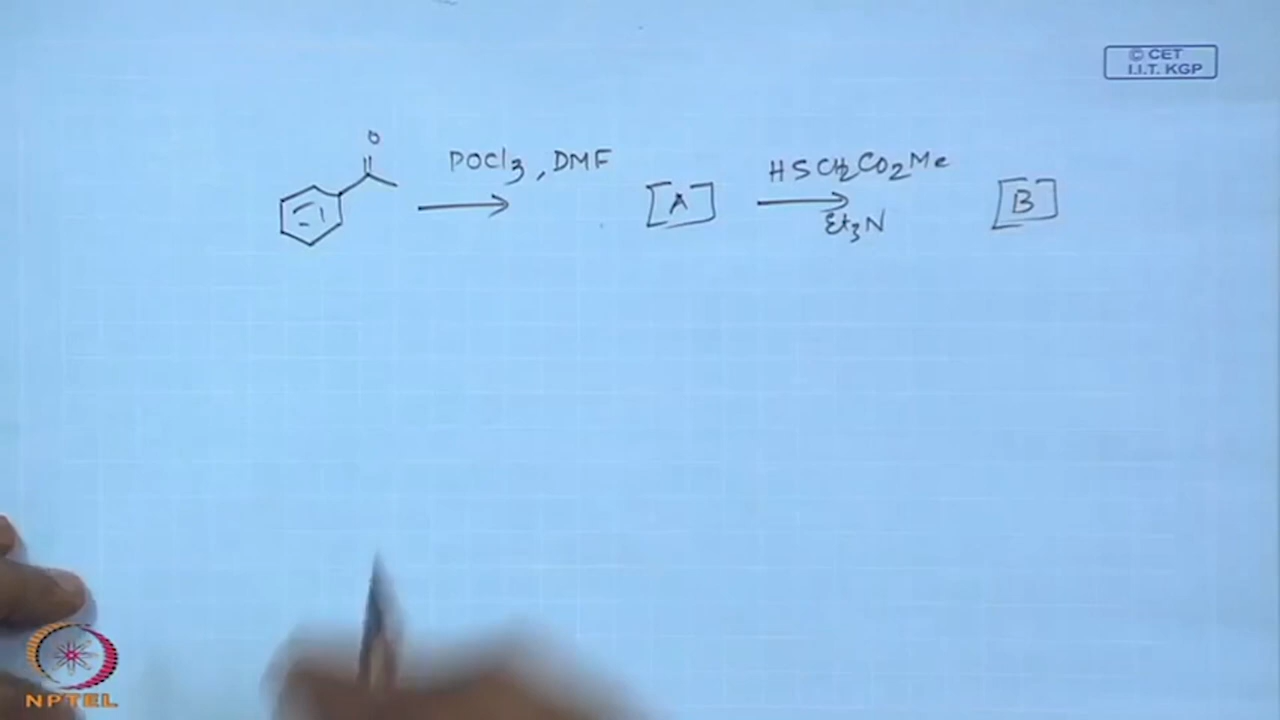 © CET
I.I.T. KGP
O
POCl3, DMF
[A]
HSCH2CO2Me
Et3N
[B]
NPTEL